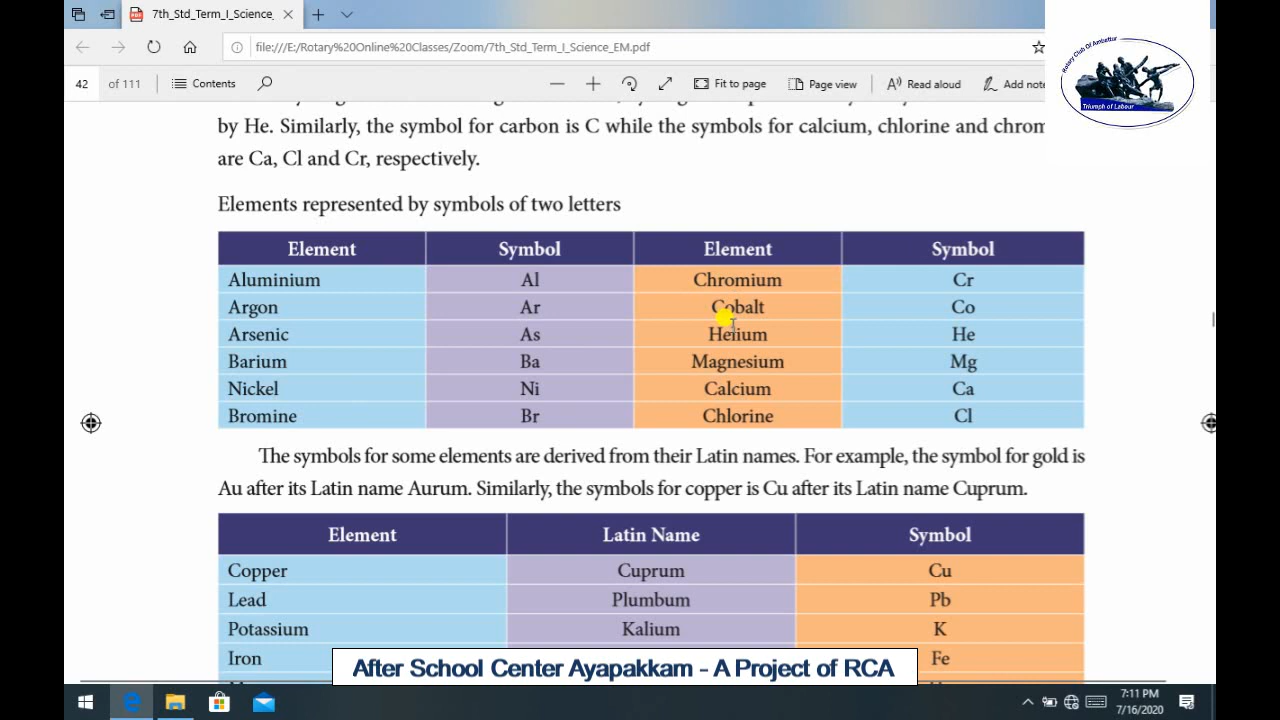 7th_Std_Term_I_Science_
file:///E:/Rotary%20Online%20Classes/Zoom/7th_Std_Term_I_Science_EM.pdf
42 of 111 Contents Fit to page Page view Read aloud Add note
Rotary Club Of Ambattur
Triumph of Labour
by He. Similarly, the symbol for carbon is C while the symbols for calcium, chlorine and chrom
are Ca, Cl and Cr, respectively.
Elements represented by symbols of two letters
Element Symbol Element Symbol
Aluminium Al Chromium Cr
Argon Ar Cobalt Co
Arsenic As Helium He
Barium Ba Magnesium Mg
Nickel Ni Calcium Ca
Bromine Br Chlorine Cl
The symbols for some elements are derived from their Latin names. For example, the symbol for gold is
Au after its Latin name Aurum. Similarly, the symbols for copper is Cu after its Latin name Cuprum.
Element Latin Name Symbol
Copper Cuprum Cu
Lead Plumbum Pb
Potassium Kalium K
Iron Fe
After School Center Ayapakkam - A Project of RCA
7:11 PM
7/16/2020